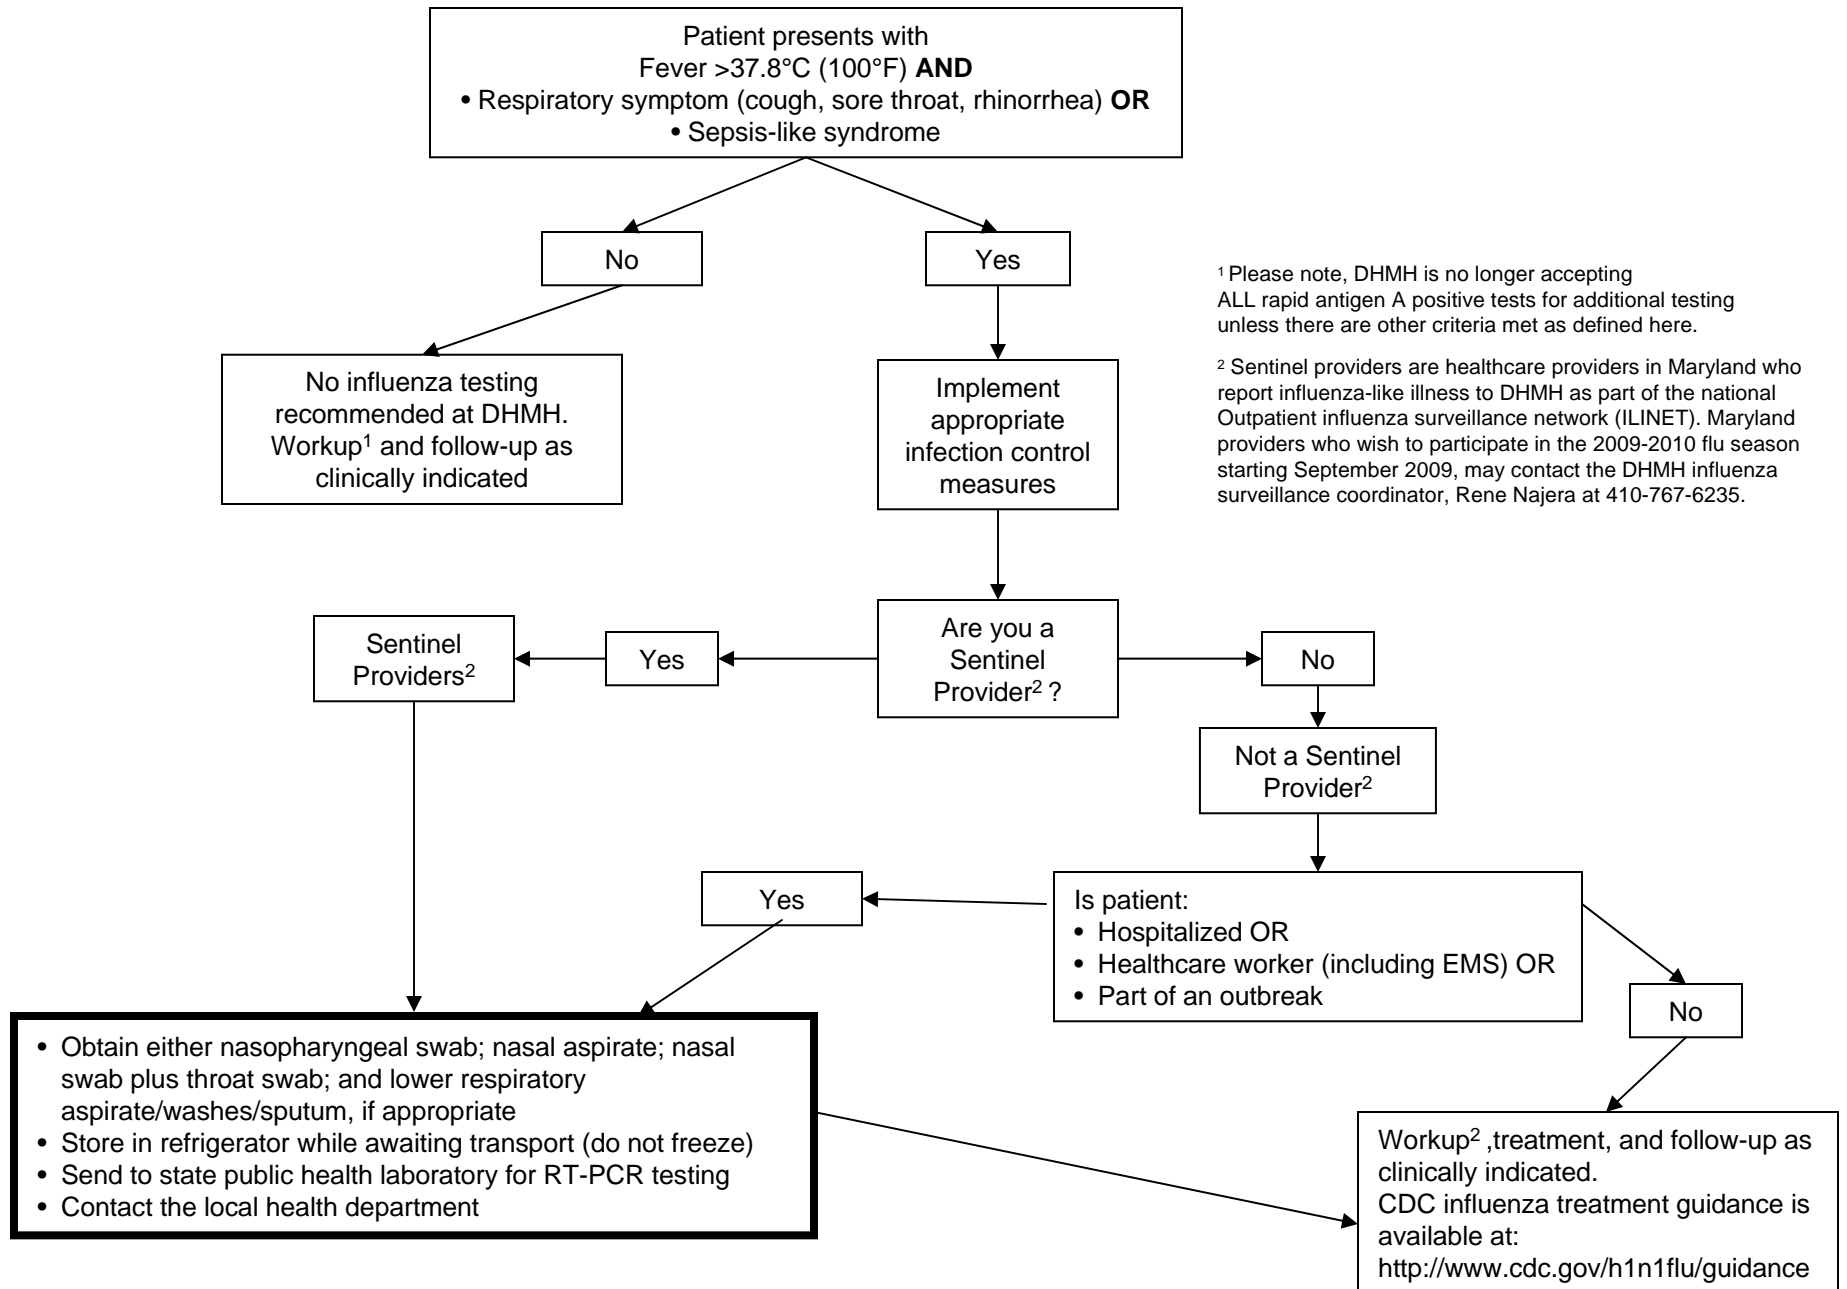 Patient presents with
Fever >37.8°C (100°F) AND
• Respiratory symptom (cough, sore throat, rhinorrhea) OR
• Sepsis-like syndrome
No
Yes
No influenza testing
recommended at DHMH.
Workup¹ and follow-up as
clinically indicated
Implement
appropriate
infection control
measures
¹ Please note, DHMH is no longer accepting
ALL rapid antigen A positive tests for additional testing
unless there are other criteria met as defined here.
² Sentinel providers are healthcare providers in Maryland who
report influenza-like illness to DHMH as part of the national
Outpatient influenza surveillance network (ILINET). Maryland
providers who wish to participate in the 2009-2010 flu season
starting September 2009, may contact the DHMH influenza
surveillance coordinator, Rene Najera at 410-767-6235.
Sentinel
Providers²
Yes
Are you a
Sentinel
Provider² ?
No
Not a Sentinel
Provider²
Yes
Is patient:
• Hospitalized OR
• Healthcare worker (including EMS) OR
• Part of an outbreak
No
• Obtain either nasopharyngeal swab; nasal aspirate; nasal
swab plus throat swab; and lower respiratory
aspirate/washes/sputum, if appropriate
• Store in refrigerator while awaiting transport (do not freeze)
• Send to state public health laboratory for RT-PCR testing
• Contact the local health department
Workup² ,treatment, and follow-up as
clinically indicated.
CDC influenza treatment guidance is
available at:
http://www.cdc.gov/h1n1flu/guidance